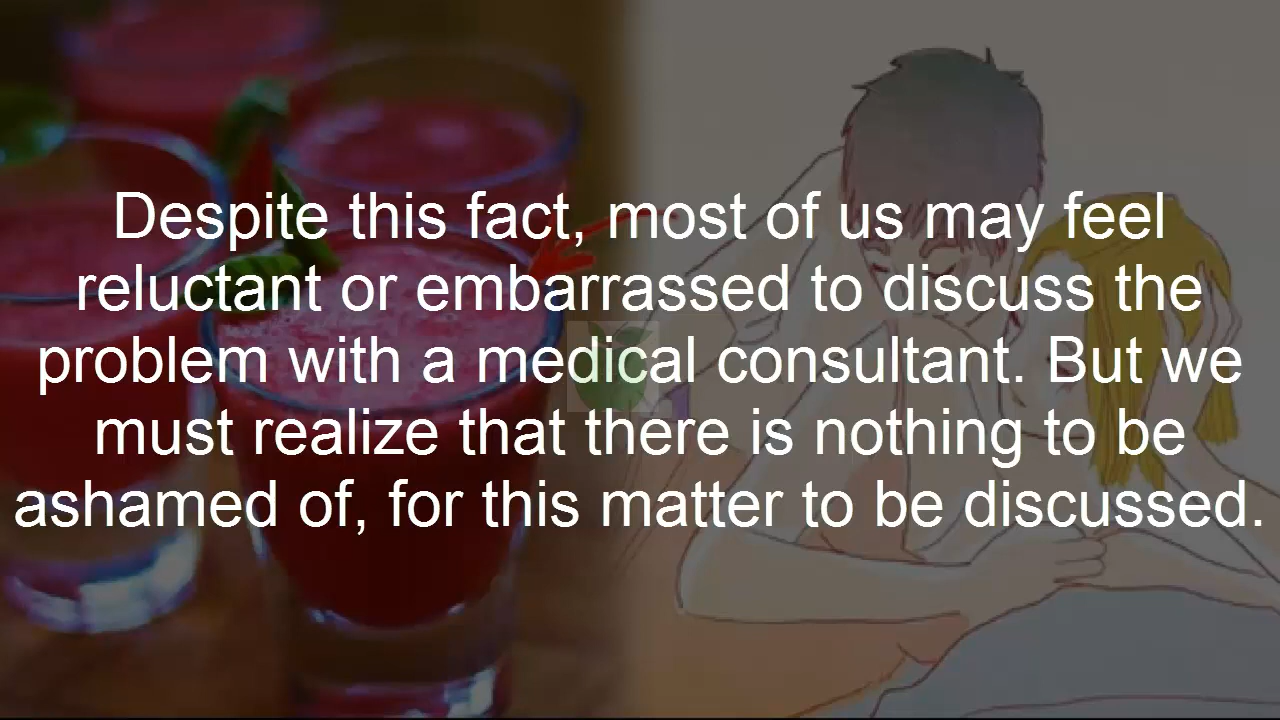 Despite this fact, most of us may feel
reluctant or embarrassed to discuss the
problem with a medical consultant. But we
must realize that there is nothing to be
ashamed of, for this matter to be discussed.